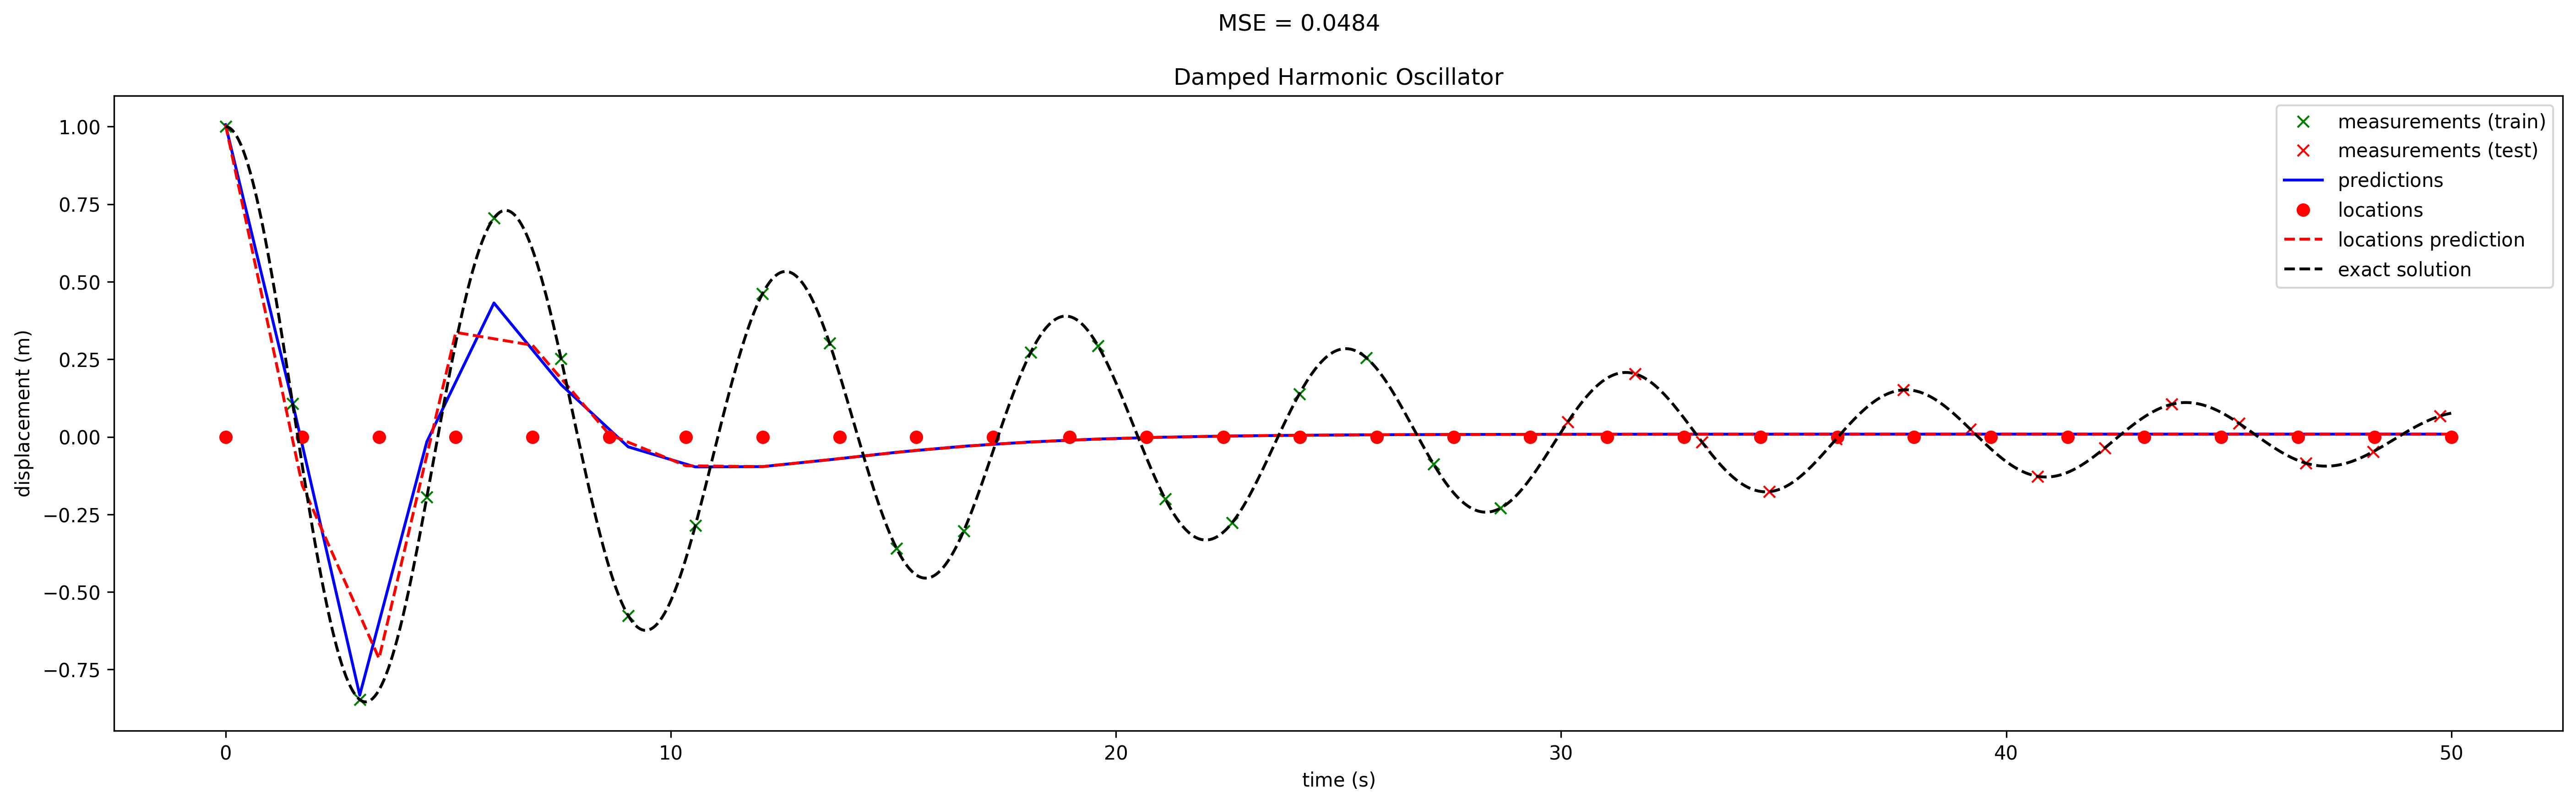 MSE = 0.0484
Damped Harmonic Oscillator
measurements (train)
measurements (test)
predictions
locations
locations prediction
exact solution
displacement (m)
1.00
0.75
0.50
0.25
0.00
−0.25
−0.50
−0.75
0 10 20 30 40 50
time (s)